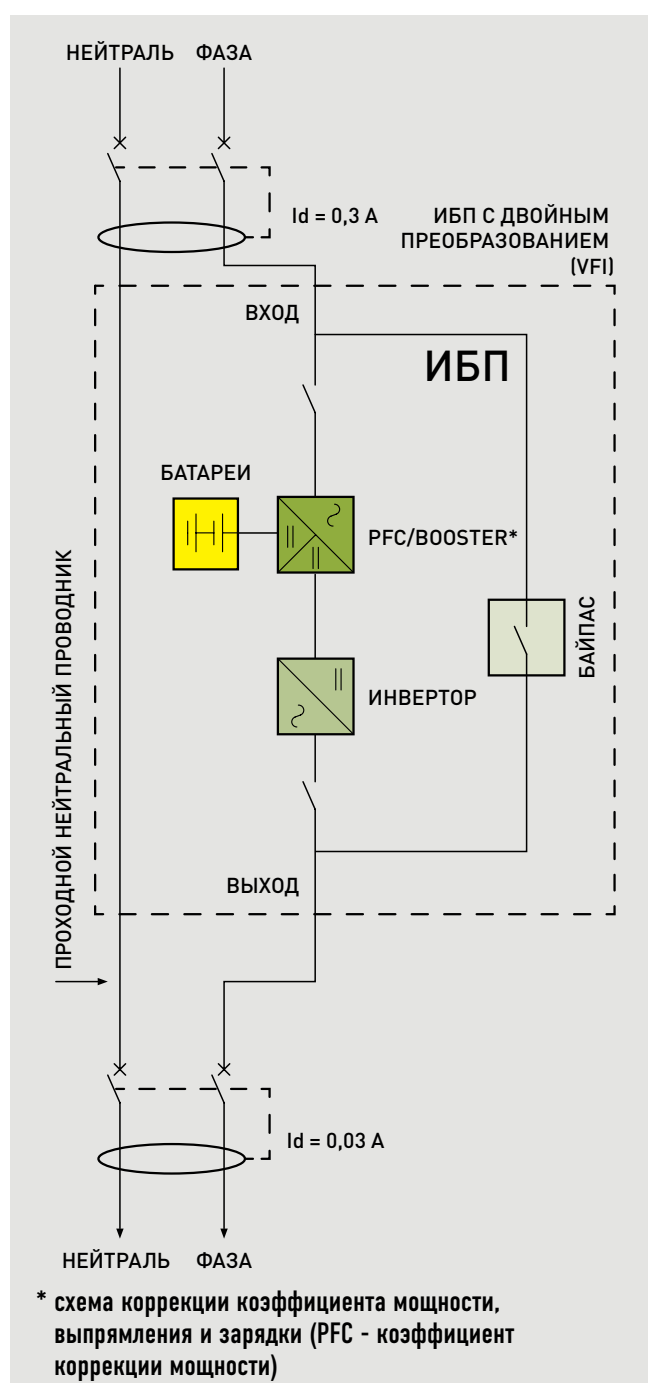 НЕЙТРАЛЬ ФАЗА
Id = 0,3 А
ИБП С ДВОЙНЫМ
ПРЕОБРАЗОВАНИЕМ
(VFI)
ВХОД
ИБП
БАТАРЕИ
PFC/BOOSTER*
БАЙПАС
ИНВЕРТОР
ПРОХОДНОЙ НЕЙТРАЛЬНЫЙ ПРОВОДНИК
ВЫХОД
Id = 0,03 А
НЕЙТРАЛЬ ФАЗА
* схема коррекции коэффициента мощности,
выпрямления и зарядки (PFC - коэффициент
коррекции мощности)